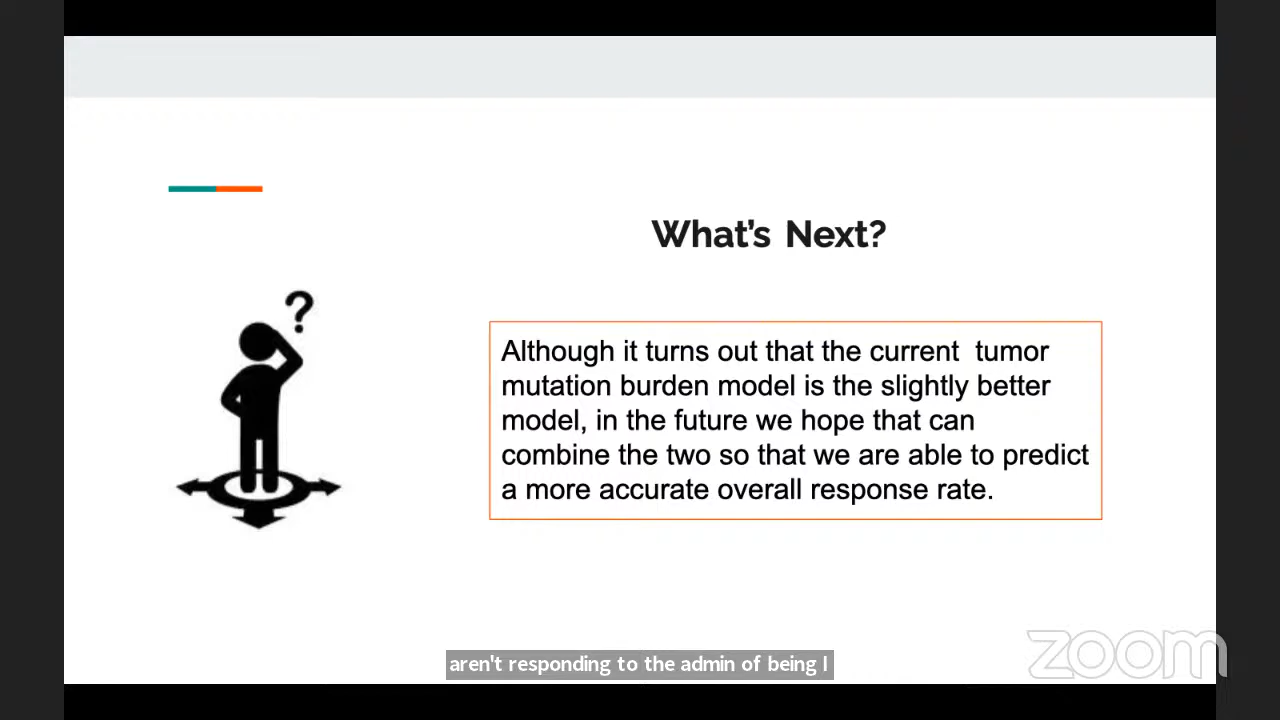 What's Next?
?
Although it turns out that the current tumor
mutation burden model is the slightly better
model, in the future we hope that can
combine the two so that we are able to predict
a more accurate overall response rate.
aren't responding to the admin of being I
zoom